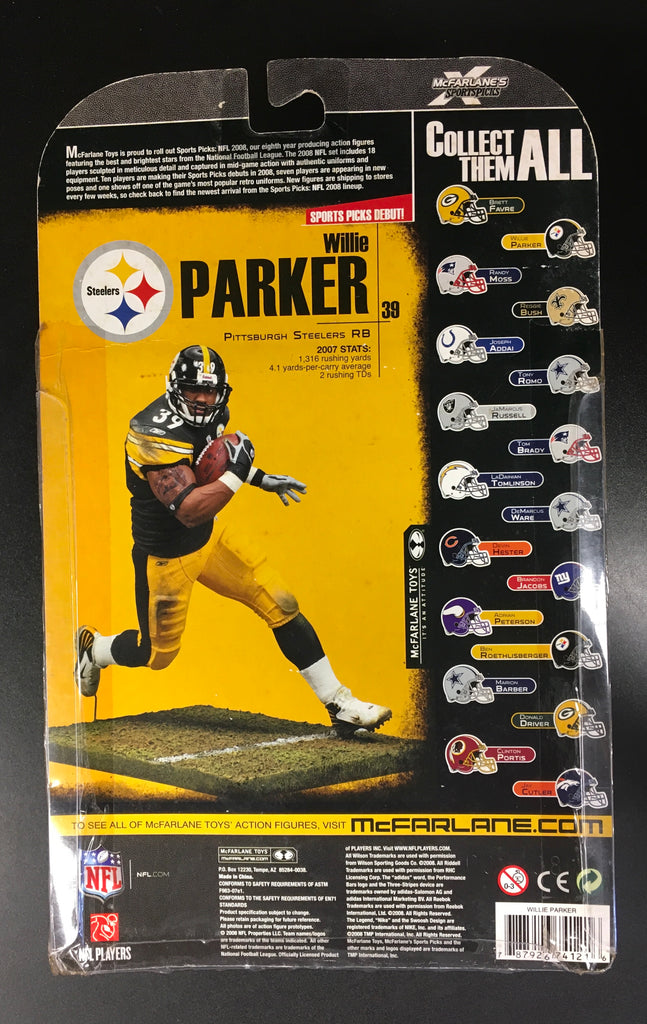 McFARLANE'S
SPORTSPICKS
McFarlane Toys is proud to roll out Sports Picks: NFL 2008, our eighth year producing action figures
featuring the best and brightest stars from the National Football League. The 2008 NFL set includes 18
players sculpted in meticulous detail and captured in mid-game action with authentic uniforms and
equipment. Ten players are making their Sports Picks debuts in 2008, seven players are appearing in new
poses and one shows off one of the game's most popular retro uniforms. New figures are shipping to stores
every few weeks, so check back to find the newest arrival from the Sports Picks: NFL 2008 lineup.
SPORTS PICKS DEBUT!
Steelers
Willie
PARKER
39
PITTSBURGH STEELERS RB
2007 STATS:
1,316 rushing yards
4.1 yards-per-carry average
2 rushing TDs
39
COLLECT
THEM ALL
BRETT
FAVRE
WILLIE
PARKER
RANDY
MOSS
REGGIE
BUSH
JOSEPH
ADDAI
TONY
ROMO
JAMARCUS
RUSSELL
TOM
BRADY
LADAINIAN
TOMLINSON
DEMARCUS
WARE
DEVIN
HESTER
BRANDON
JACOBS
ADRIAN
PETERSON
BEN
ROETHLISBERGER
MARION
BARBER
DONALD
DRIVER
CLINTON
PORTIS
JAY
CUTLER
McFARLANE TOYS
IT'S AN ATTITUDE
TO SEE ALL OF McFARLANE TOYS' ACTION FIGURES, VISIT McFARLANE.COM
NFL
NFL.COM
NFL PLAYERS
McFARLANE TOYS
McFARLANE.COM
P.O. Box 12230, Tempe, AZ 85284-0038.
Made in China.
CONFORMS TO SAFETY REQUIREMENTS OF ASTM
F963-07e1.
CONFORMS TO THE SAFETY REQUIREMENTS OF EN71
STANDARDS
Product specification subject to change.
Please retain packaging for future reference.
All photos are of action figure prototypes.
© 2008 NFL Properties LLC. Team names/logos
are trademarks of the teams indicated. All other
NFL-related trademarks are trademarks of the
National Football League. Officially Licensed Product
of PLAYERS INC. Visit WWW.NFLPLAYERS.COM.
All Wilson Trademarks are used with permission
from Wilson Sporting Goods Co. ©2008. All Riddell
Trademarks are used with permission from RHC
Licensing Corp. The "adidas" word, the Performance
Bars logo and the Three-Stripes device are
trademarks owned by adidas-Salomon AG and
adidas International Marketing BV. All Reebok
Trademarks are used with permission from Reebok
International, Ltd. ©2008. All Rights Reserved.
The Legend, "Nike" and the Swoosh Design are
registered trademarks of NIKE, Inc. and its affiliates.
©2008 TMP International, Inc. All Rights Reserved.
McFarlane Toys, McFarlane's Sports Picks and the
other marks and logos displayed are trademarks of
TMP International, Inc.
0-3
CE
WILLIE PARKER
7 87926 74121 6